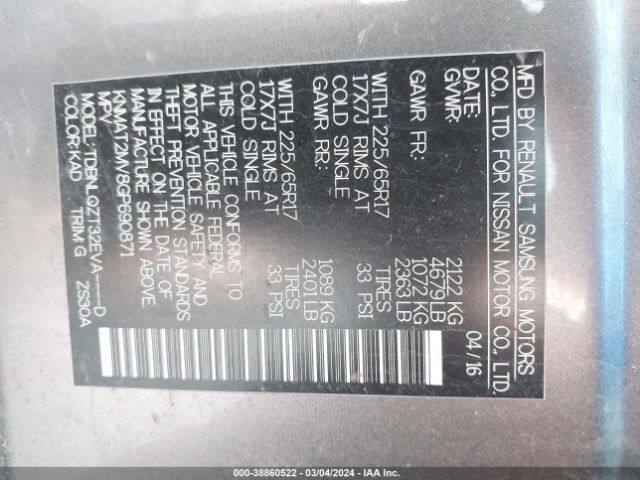 MFD BY RENAULT SAMSUNG MOTORS
CO., LTD. FOR NISSAN MOTOR CO., LTD.
DATE: 04/16
GVWR: 2122 KG
4679 LB
GAWR FR: 1072 KG
2363 LB
WITH 225/65R17 TIRES
17X7J RIMS AT 33 PSI
COLD SINGLE
GAWR RR: 1089 KG
2401 LB
WITH 225/65R17 TIRES
17X7J RIMS AT 33 PSI
COLD SINGLE
THIS VEHICLE CONFORMS TO
ALL APPLICABLE FEDERAL
MOTOR VEHICLE SAFETY AND
THEFT PREVENTION STANDARDS
IN EFFECT ON THE DATE OF
MANUFACTURE SHOWN ABOVE.
KNMAT2MV8GP690871
MPV
MODEL: TDBNLQZT32EVA----D
COLOR:KAD TRIM:G ZS30A
000-38860522 - 03/04/2024 - IAA Inc.